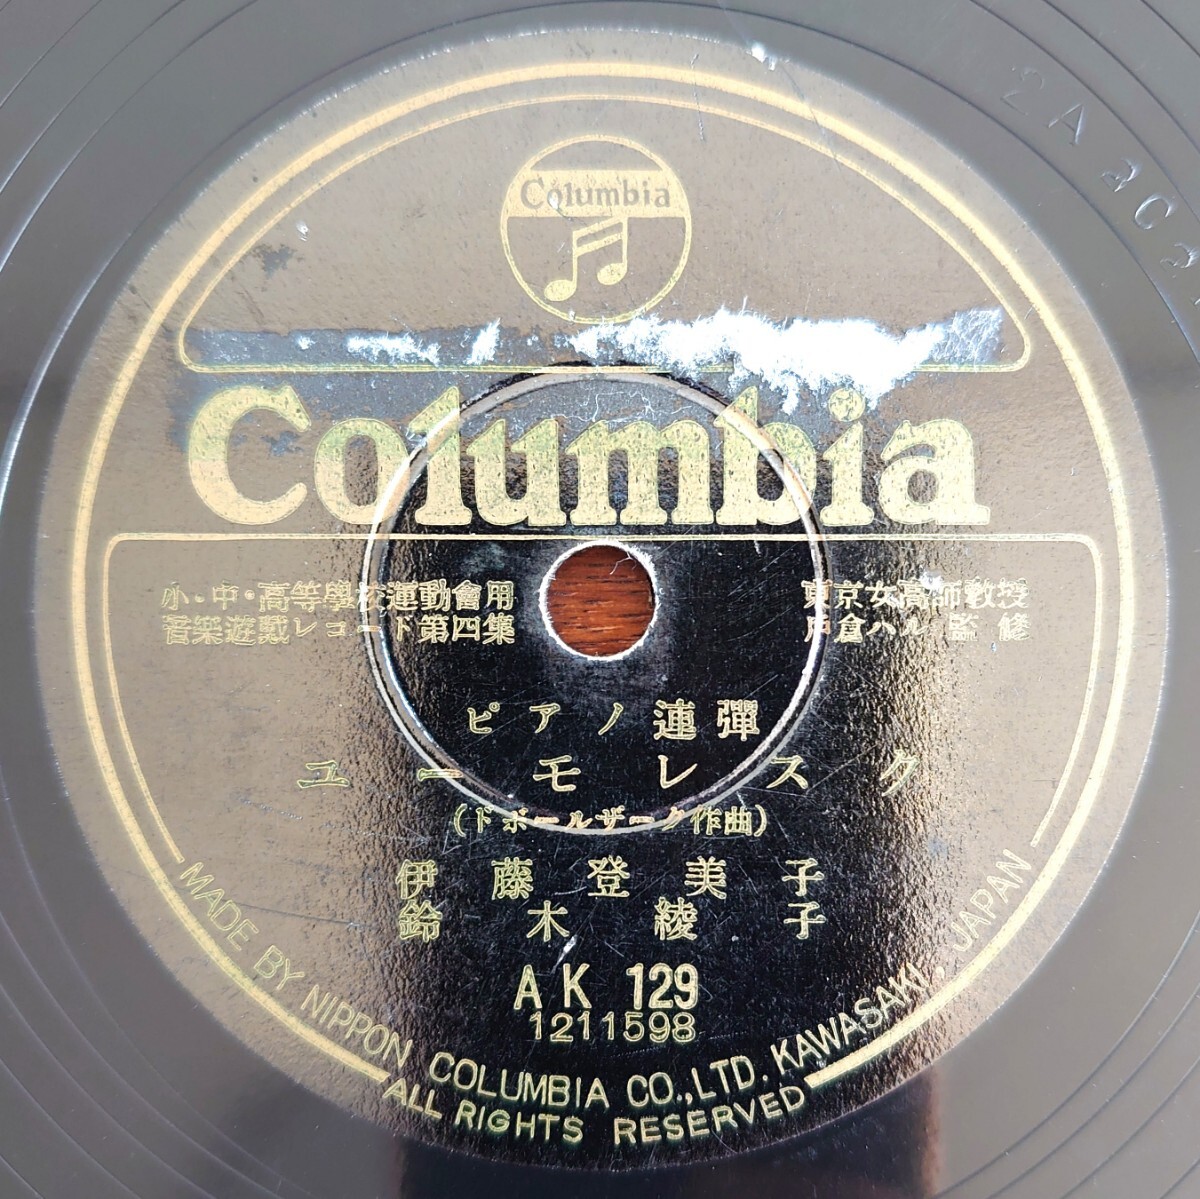 Columbia
Columbia
小・中・高等學校運動會用
音樂遊戲レコード第四集
東京女高師教授
戸倉ハル監修
ピアノ連彈
ユーモレスク
(ドボールザーク作曲)
伊藤登美子
鈴木綾子
AK 129
1211598
MADE BY NIPPON COLUMBIA CO.,LTD. KAWASAKI, JAPAN
ALL RIGHTS RESERVED